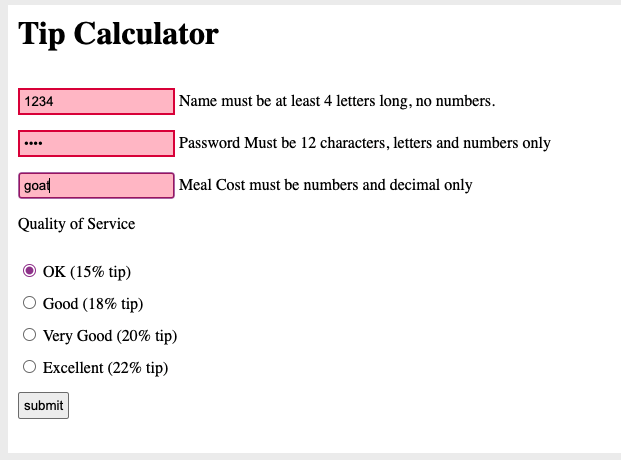 Tip Calculator
1234 Name must be at least 4 letters long, no numbers.
•••• Password Must be 12 characters, letters and numbers only
goat Meal Cost must be numbers and decimal only
Quality of Service
OK (15% tip)
Good (18% tip)
Very Good (20% tip)
Excellent (22% tip)
submit